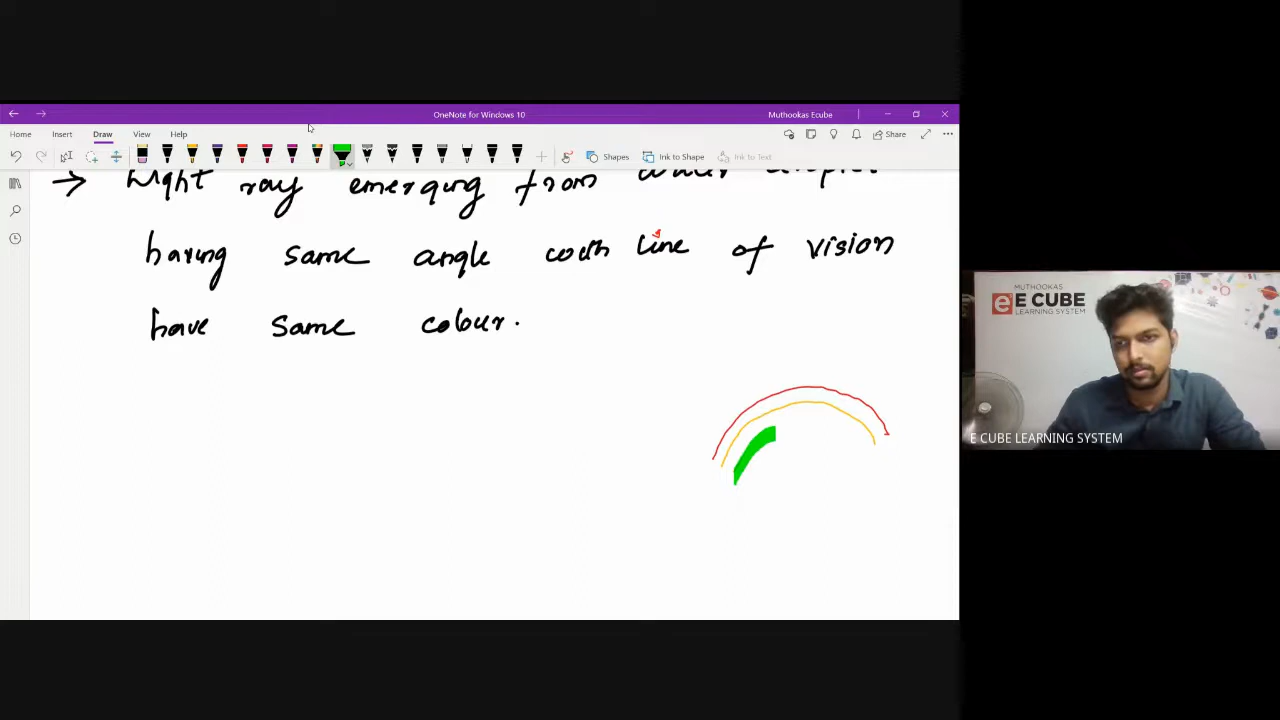 OneNote for Windows 10
Muthookas Ecube
Home Insert Draw View Help
Share
Shapes Ink to Shape Ink to Text
→ Light ray emerging from water droplet
having same angle with line of vision
have same colour.
MUTHOOKAS
e E CUBE
LEARNING SYSTEM
E CUBE LEARNING SYSTEM